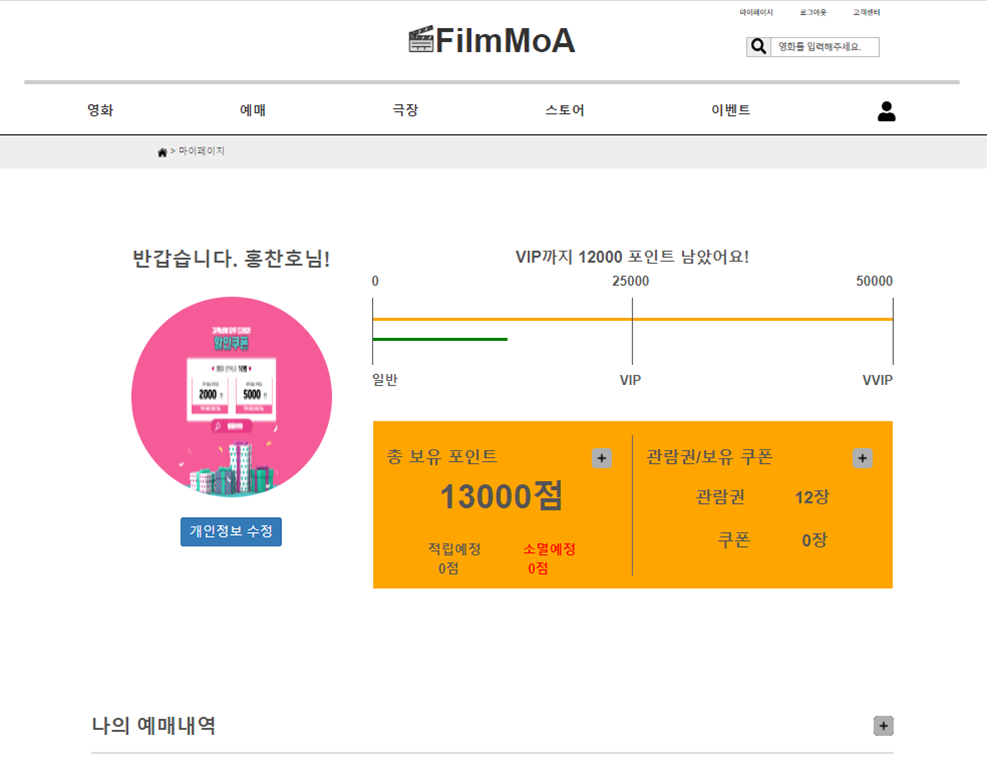 마이페이지 로그아웃 고객센터
FilmMoA
영화를 입력해주세요.
영화 예매 극장 스토어 이벤트
> 마이페이지
반갑습니다. 홍찬호님!
할인쿠폰
2000 5000
개인정보 수정
VIP까지 12000 포인트 남았어요!
0 25000 50000
일반 VIP VVIP
총 보유 포인트 +
13000점
적립예정 소멸예정
0점 0점
관람권/보유 쿠폰 +
관람권 12장
쿠폰 0장
나의 예매내역 +